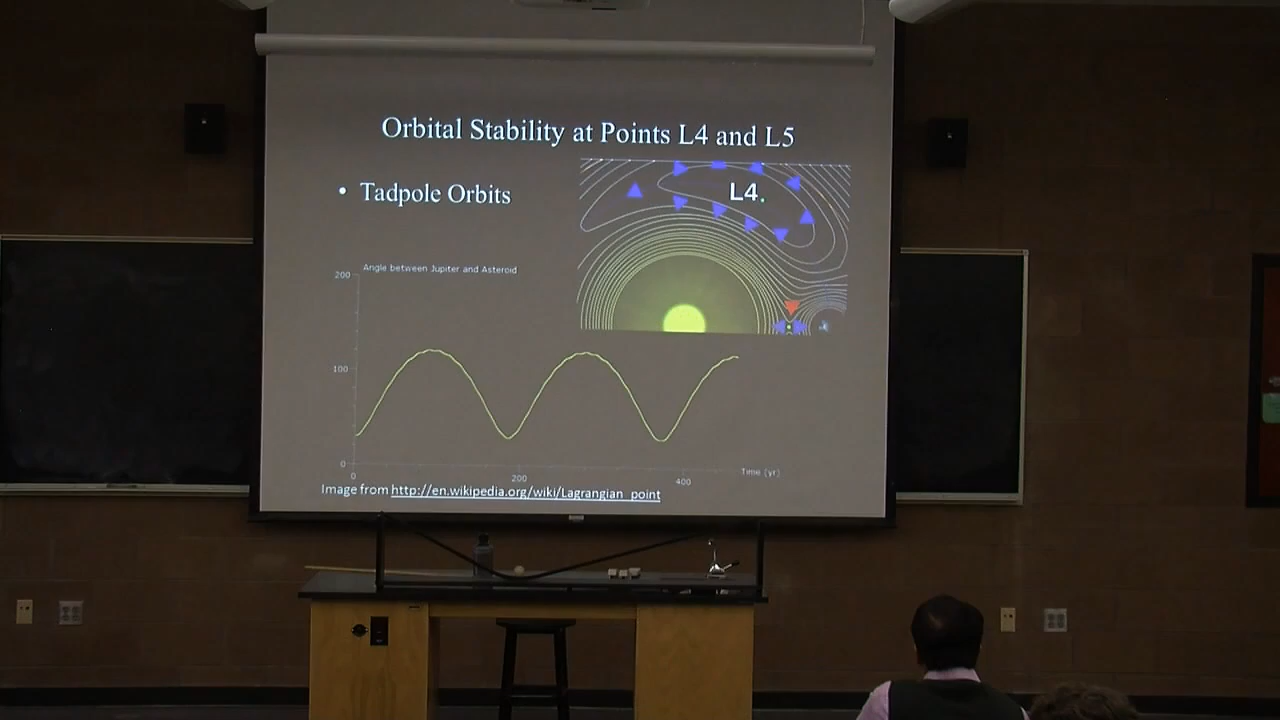 Orbital Stability at Points L4 and L5
• Tadpole Orbits
L4.
Angle between Jupiter and Asteroid
200
100
0
0
200
400
Time (yr)
Image from http://en.wikipedia.org/wiki/Lagrangian_point